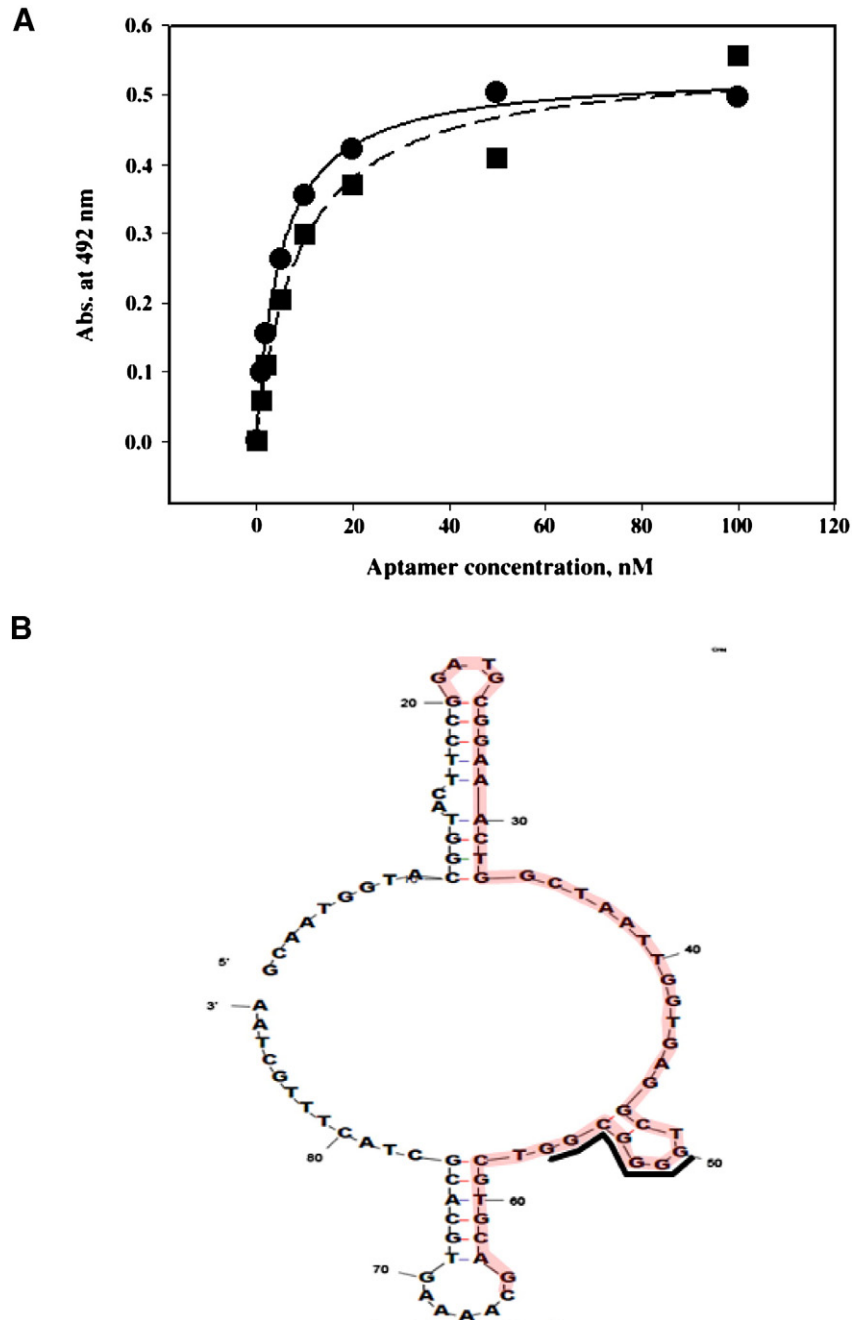 A
Abs. at 492 nm
0.6
0.5
0.4
0.3
0.2
0.1
0.0
0 20 40 60 80 100 120
Aptamer concentration, nM
B
5'
G C A A T G G T A C
G G T A C T T C C G
20
G A T G C G G A A A
30
C T G G C T A A T T
40
G G T G A G G C T G
50
G G G C G G T C G T
60
G C A G C A A A A G
70
T G C A C G C T A C
80
T T T G C T A A
3'